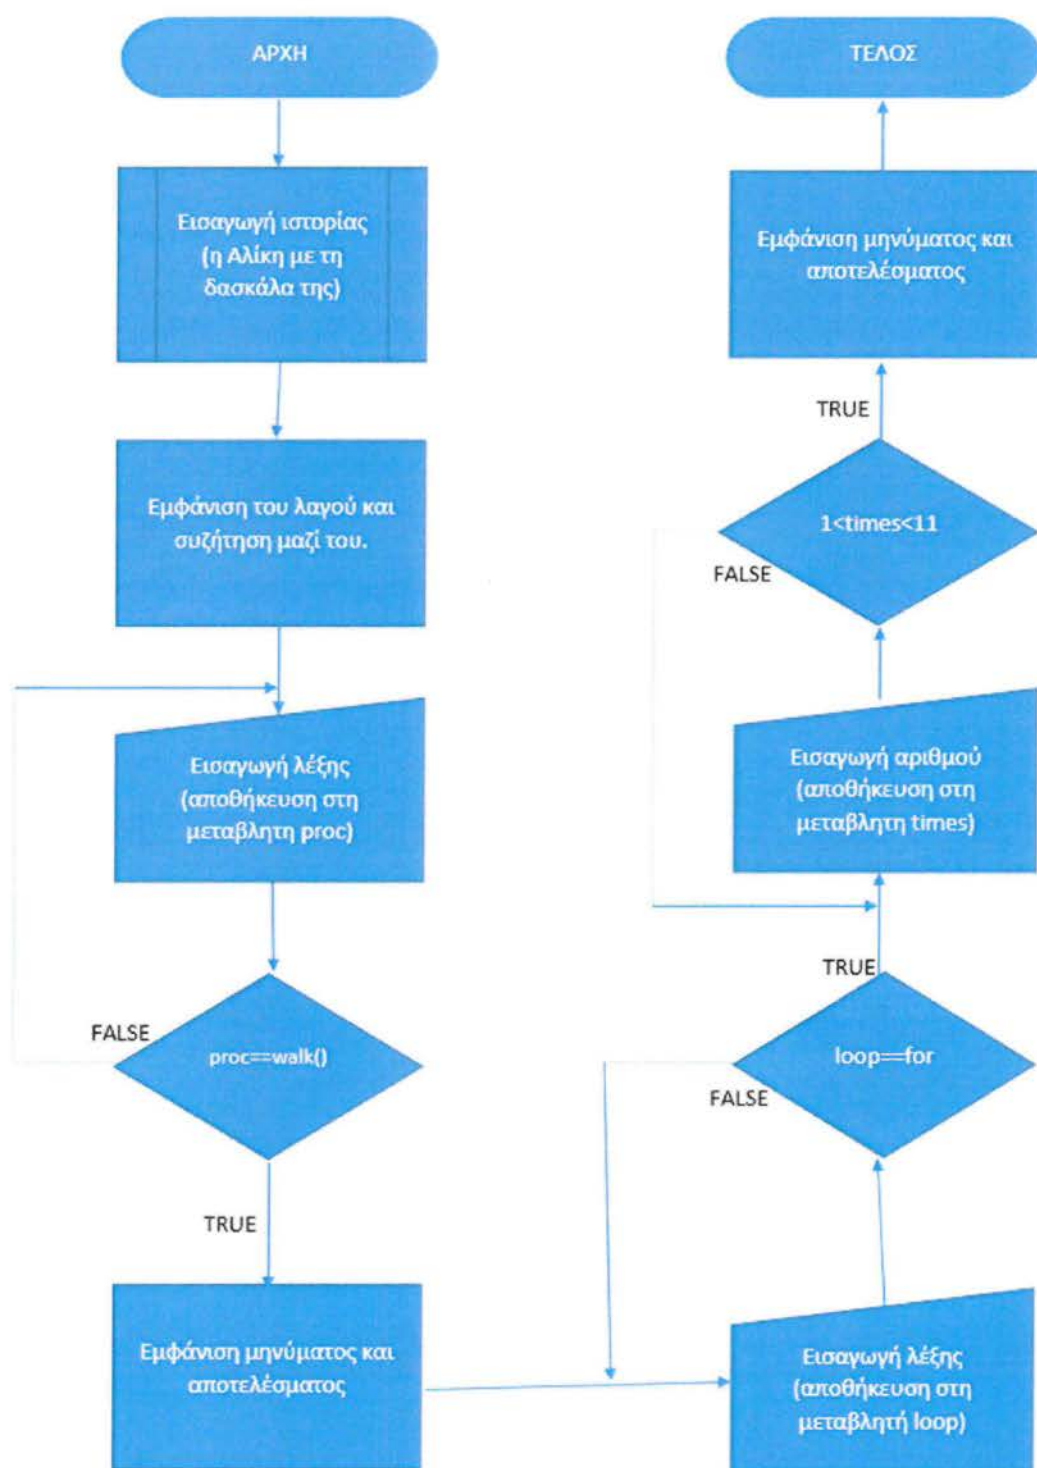 ΑΡΧΗ
Εισαγωγή ιστορίας
(η Αλίκη με τη
δασκάλα της)
Εμφάνιση του λαγού και
συζήτηση μαζί του.
Εισαγωγή λέξης
(αποθήκευση στη
μεταβλητη proc)
FALSE
proc==walk()
TRUE
Εμφάνιση μηνύματος και
αποτελέσματος
Εισαγωγή λέξης
(αποθήκευση στη
μεταβλητή loop)
loop==for
FALSE
TRUE
Εισαγωγή αριθμού
(αποθήκευση στη
μεταβλητη times)
1<times<11
FALSE
TRUE
Εμφάνιση μηνύματος και
αποτελέσματος
ΤΕΛΟΣ